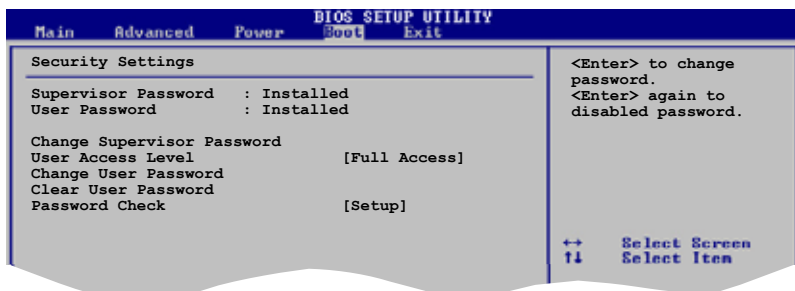 BIOS SETUP UTILITY
Main Advanced Power Boot Exit
Security Settings
Supervisor Password : Installed
User Password : Installed
Change Supervisor Password
User Access Level [Full Access]
Change User Password
Clear User Password
Password Check [Setup]
<Enter> to change
password.
<Enter> again to
disabled password.
↔ Select Screen
↑↓ Select Item